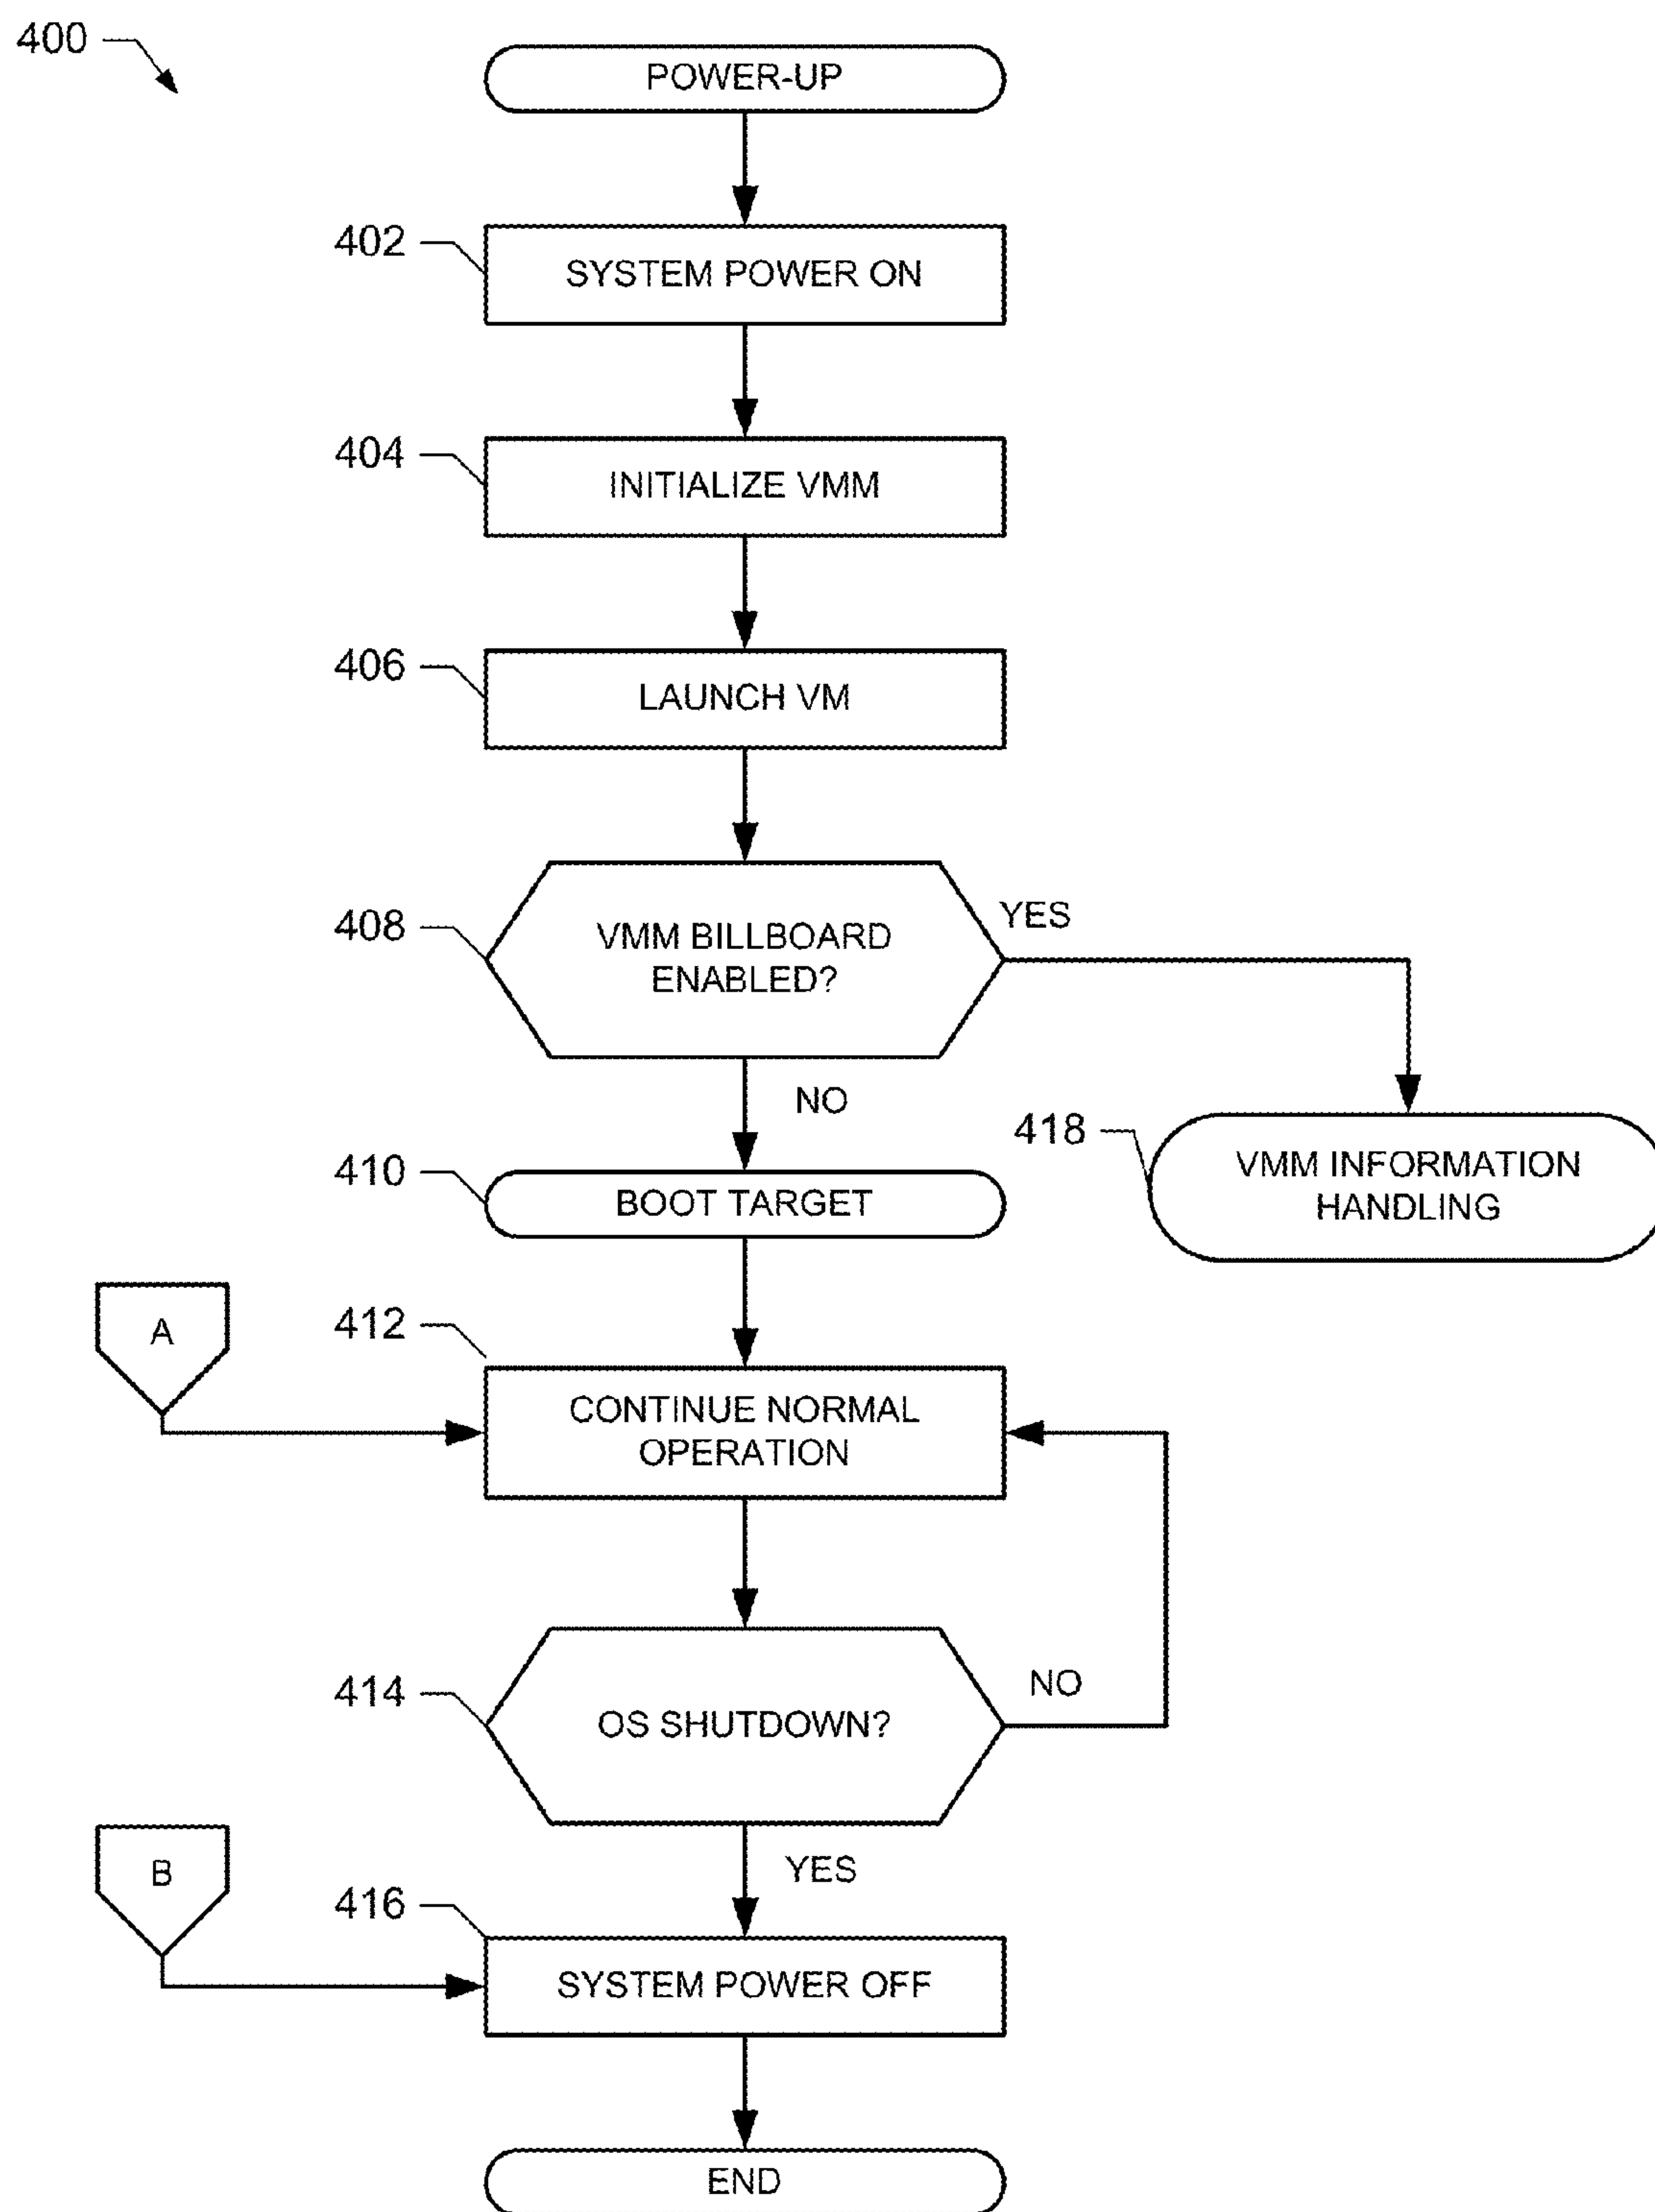 400
POWER-UP
402
SYSTEM POWER ON
404
INITIALIZE VMM
406
LAUNCH VM
408
VMM BILLBOARD
ENABLED?
YES
NO
418
VMM INFORMATION
HANDLING
410
BOOT TARGET
A
412
CONTINUE NORMAL
OPERATION
414
OS SHUTDOWN?
NO
YES
B
416
SYSTEM POWER OFF
END